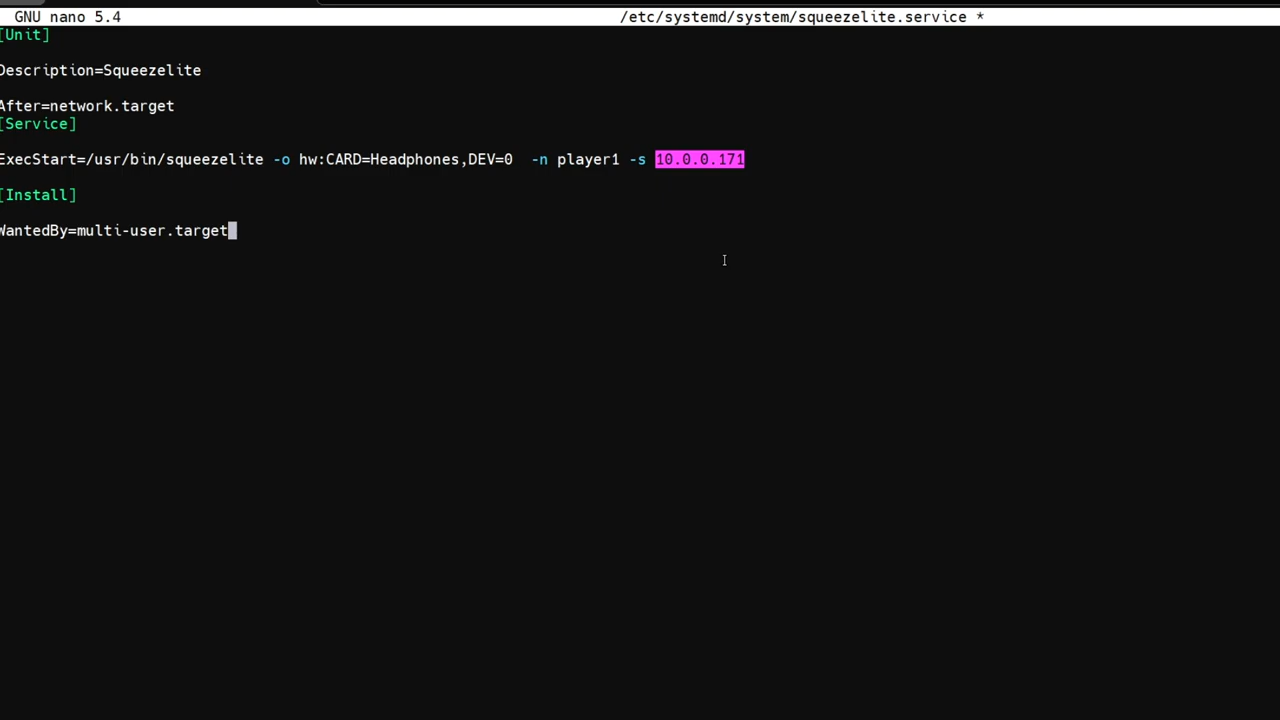 GNU nano 5.4 /etc/systemd/system/squeezelite.service *
[Unit]
Description=Squeezelite
After=network.target
[Service]
ExecStart=/usr/bin/squeezelite -o hw:CARD=Headphones,DEV=0  -n player1 -s 10.0.0.171
[Install]
WantedBy=multi-user.target